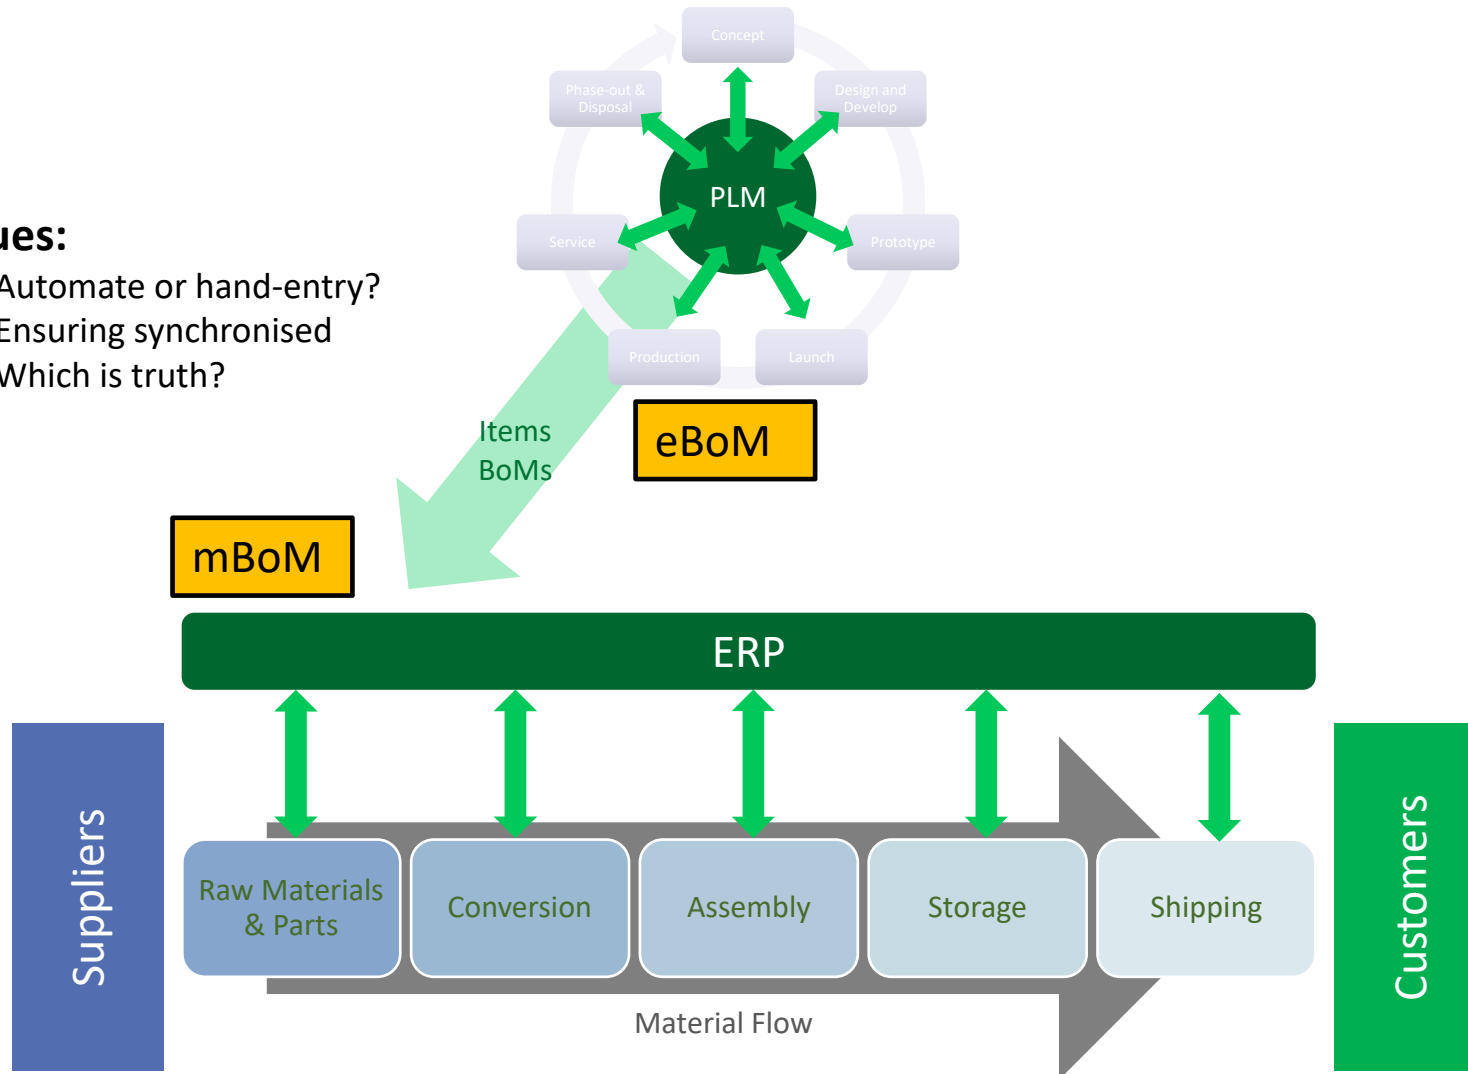 Concept
Phase-out &
Disposal
Design and
Develop
PLM
Service
Prototype
Production
Launch
ues:
Automate or hand-entry?
Ensuring synchronised
Which is truth?
Items
BoMs
eBoM
mBoM
ERP
Suppliers
Raw Materials
& Parts
Conversion
Assembly
Storage
Shipping
Customers
Material Flow